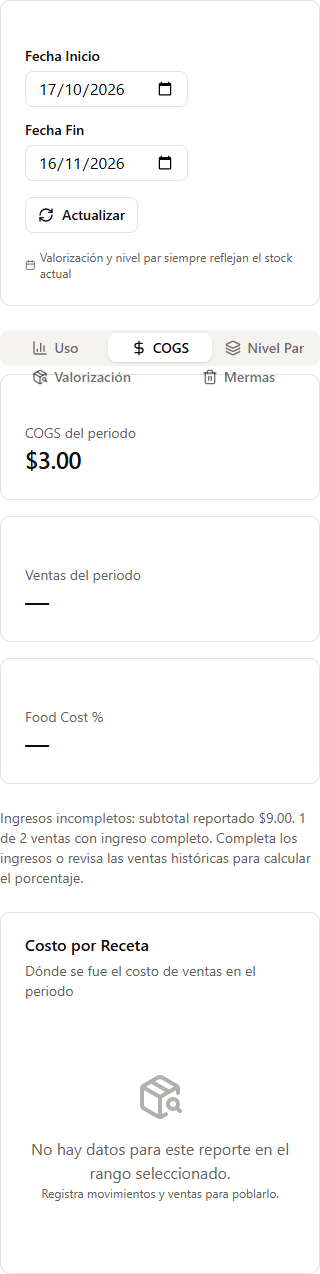 Fecha Inicio
17/10/2026
Fecha Fin
16/11/2026
Actualizar
Valorización y nivel par siempre reflejan el stock
actual
Uso
COGS
Nivel Par
Valorización
Mermas
COGS del periodo
$3.00
Ventas del periodo
—
Food Cost %
—
Ingresos incompletos: subtotal reportado $9.00. 1
de 2 ventas con ingreso completo. Completa los
ingresos o revisa las ventas históricas para calcular
el porcentaje.
Costo por Receta
Dónde se fue el costo de ventas en el
periodo
No hay datos para este reporte en el
rango seleccionado.
Registra movimientos y ventas para poblarlo.